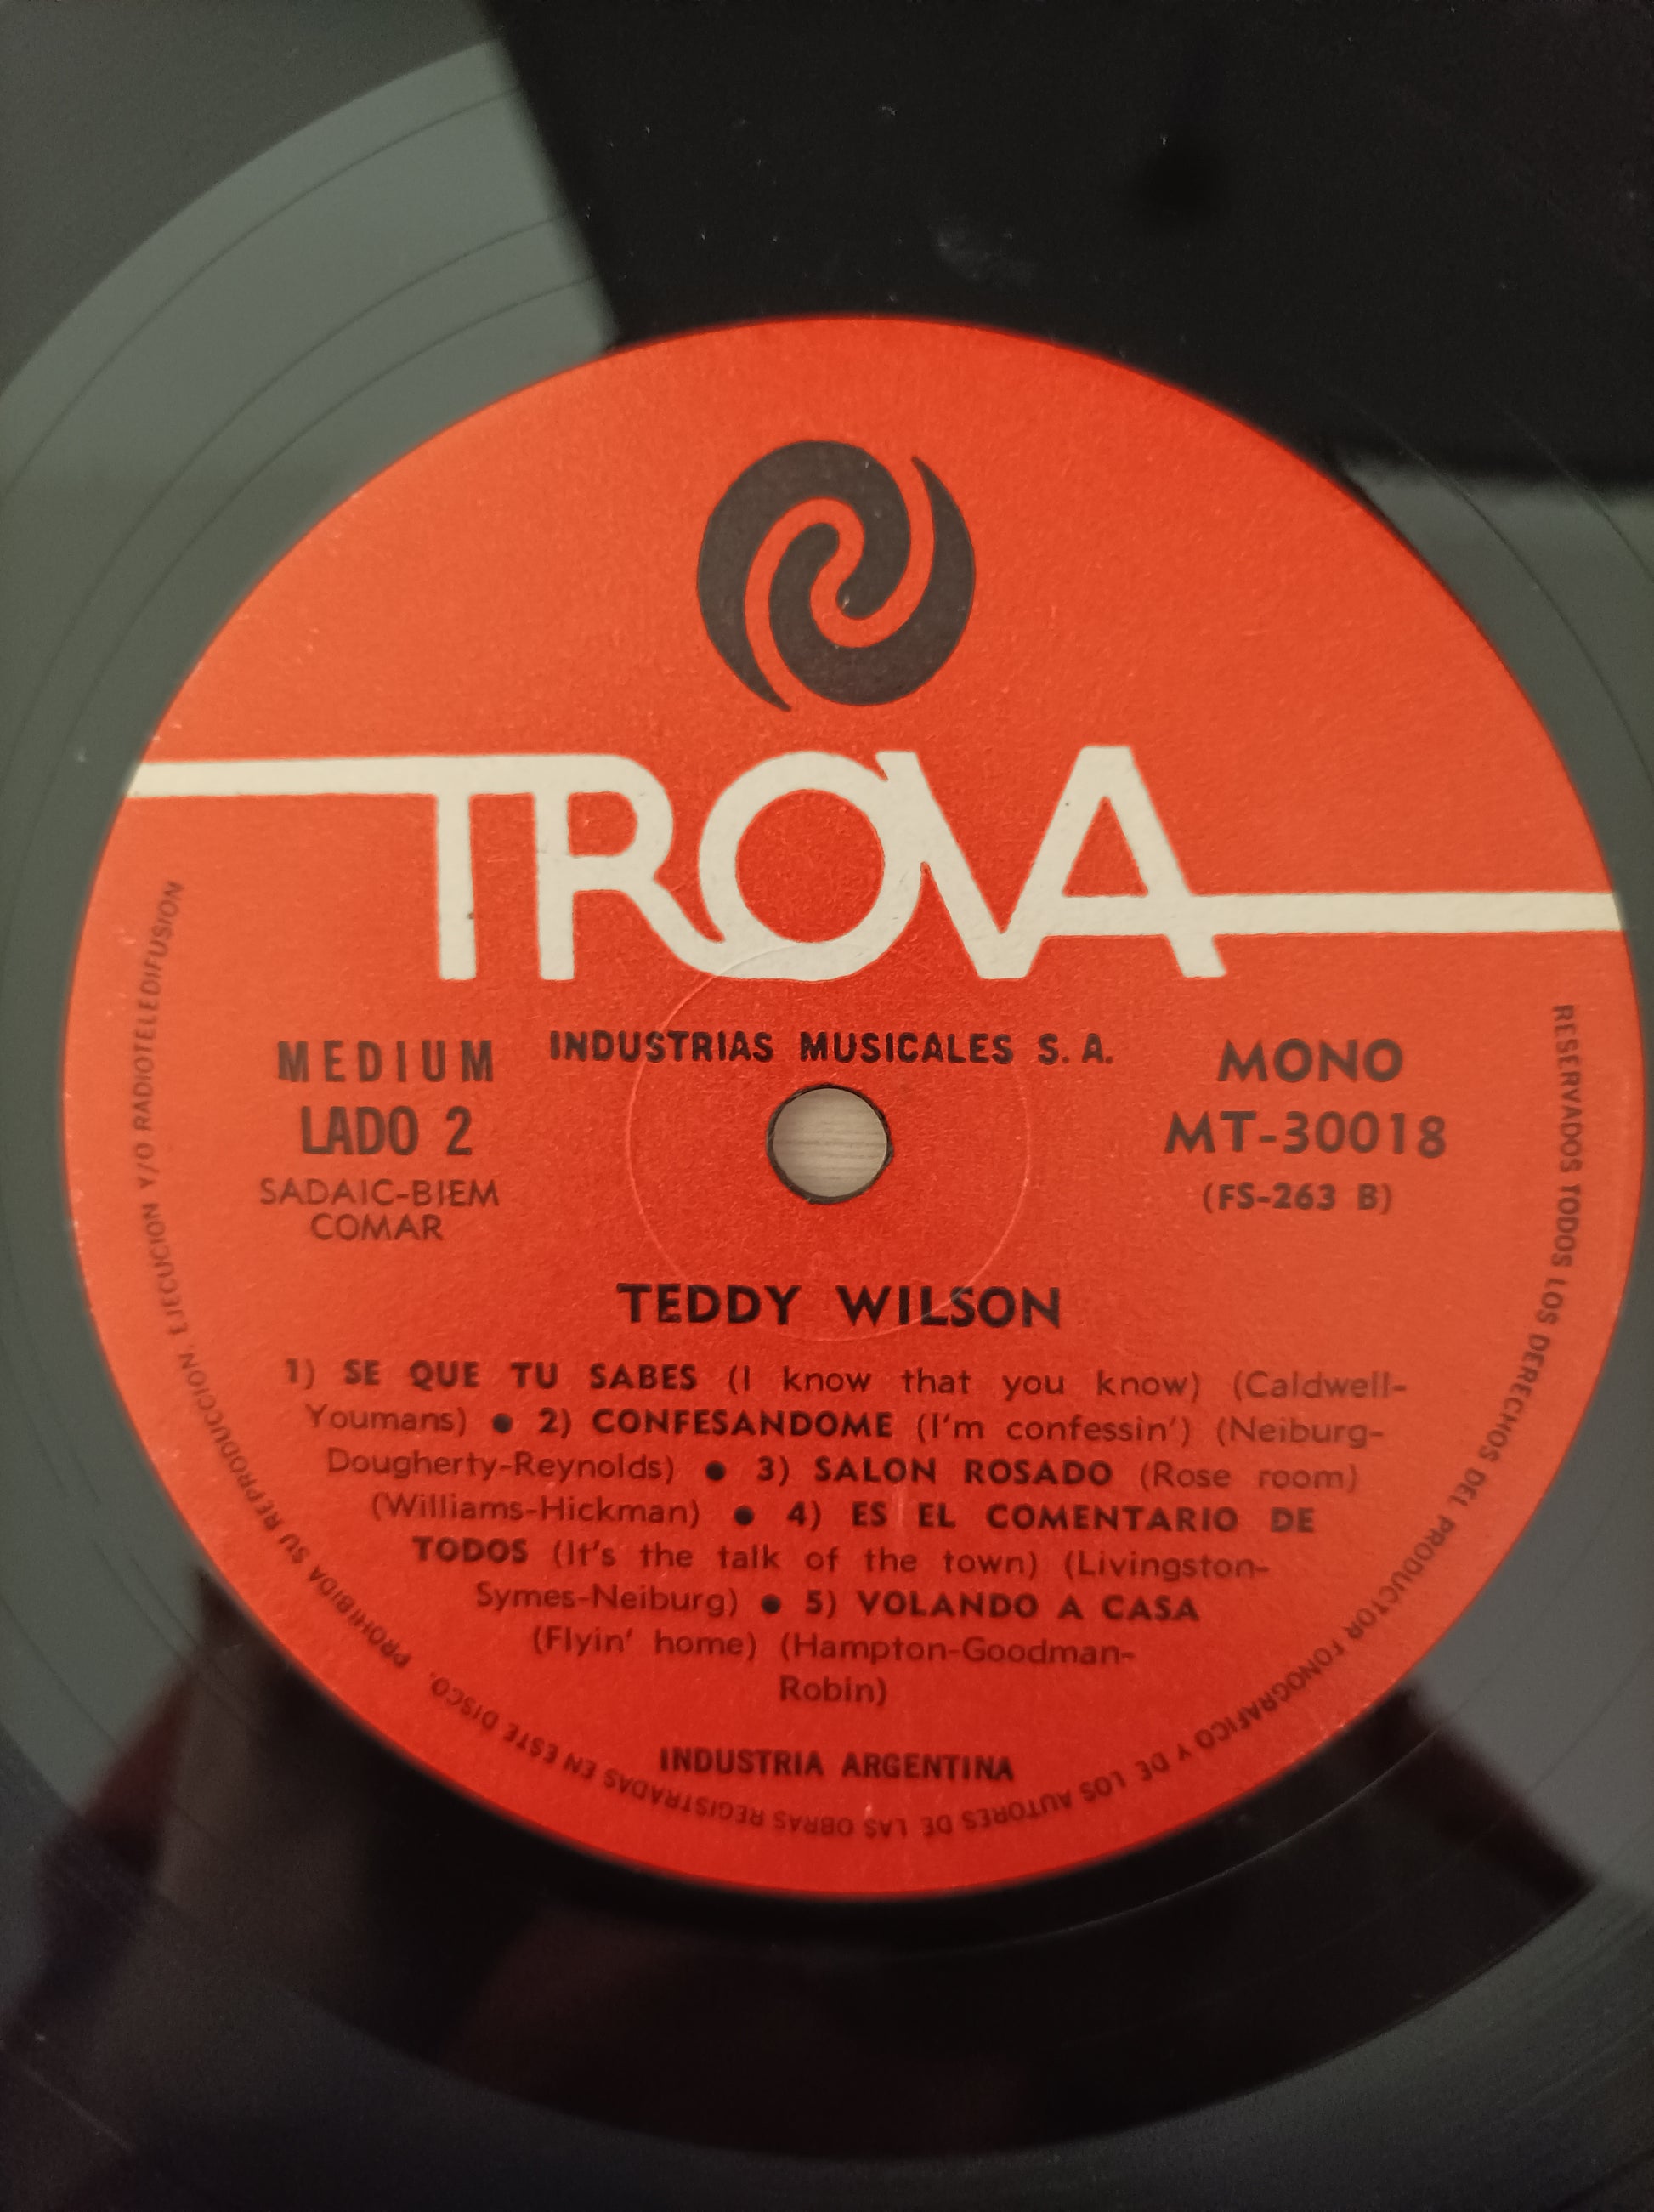 TROVA
INDUSTRIAS MUSICALES S. A.
MEDIUM
LADO 2
SADAIC-BIEM
COMAR
MONO
MT-30018
(FS-263 B)
TEDDY WILSON
1) SE QUE TU SABES (I know that you know) (Caldwell-
Youmans) ● 2) CONFESANDOME (I'm confessin') (Neiburg-
Dougherty-Reynolds) ● 3) SALON ROSADO (Rose room)
(Williams-Hickman) ● 4) ES EL COMENTARIO DE
TODOS (It's the talk of the town) (Livingston-
Symes-Neiburg) ● 5) VOLANDO A CASA
(Flyin' home) (Hampton-Goodman-
Robin)
INDUSTRIA ARGENTINA
RESERVADOS TODOS LOS DERECHOS DEL PRODUCTOR FONOGRAFICO Y DE LOS AUTORES DE LAS OBRAS REGISTRADAS EN ESTE DISCO. PROHIBIDA SU REPRODUCCION, EJECUCION Y/O RADIOTELEDIFUSION